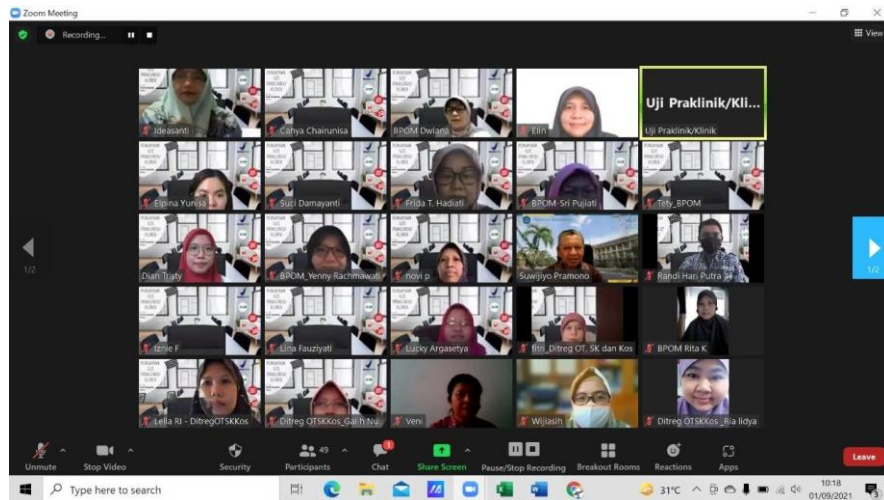 Zoom Meeting
Recording...
View
Ideasanti
Cahya Chairunisa
BPOM Dwiana
Elin
Uji Praklinik/Kli...
Uji Praklinik/Klinik
Elpina Yunisa
Suci Damayanti
Frida T. Hadiati
BPOM-Sri Pujiati
Tety_BPOM
Dian Tristy
BPOM_Yenny Rachmawati
novi p
Suwijiyo Pramono
Randi Hari Putra
Iznie F
Lina Fauziyati
Lucky Argasetya
fitri_Ditreg OT, SK dan Kos
BPOM Rita K
Lella RI - DitregOTSKKos
Ditreg OTSKKos_Galih Nu
Veni
Wijiasih
Ditreg OTSKKos_Ria lidya
1/2
1/2
Unmute
Stop Video
Security
49
Participants
1
Chat
Share Screen
Pause/Stop Recording
Breakout Rooms
Reactions
Apps
Leave
Type here to search
31°C
10:18
01/09/2021